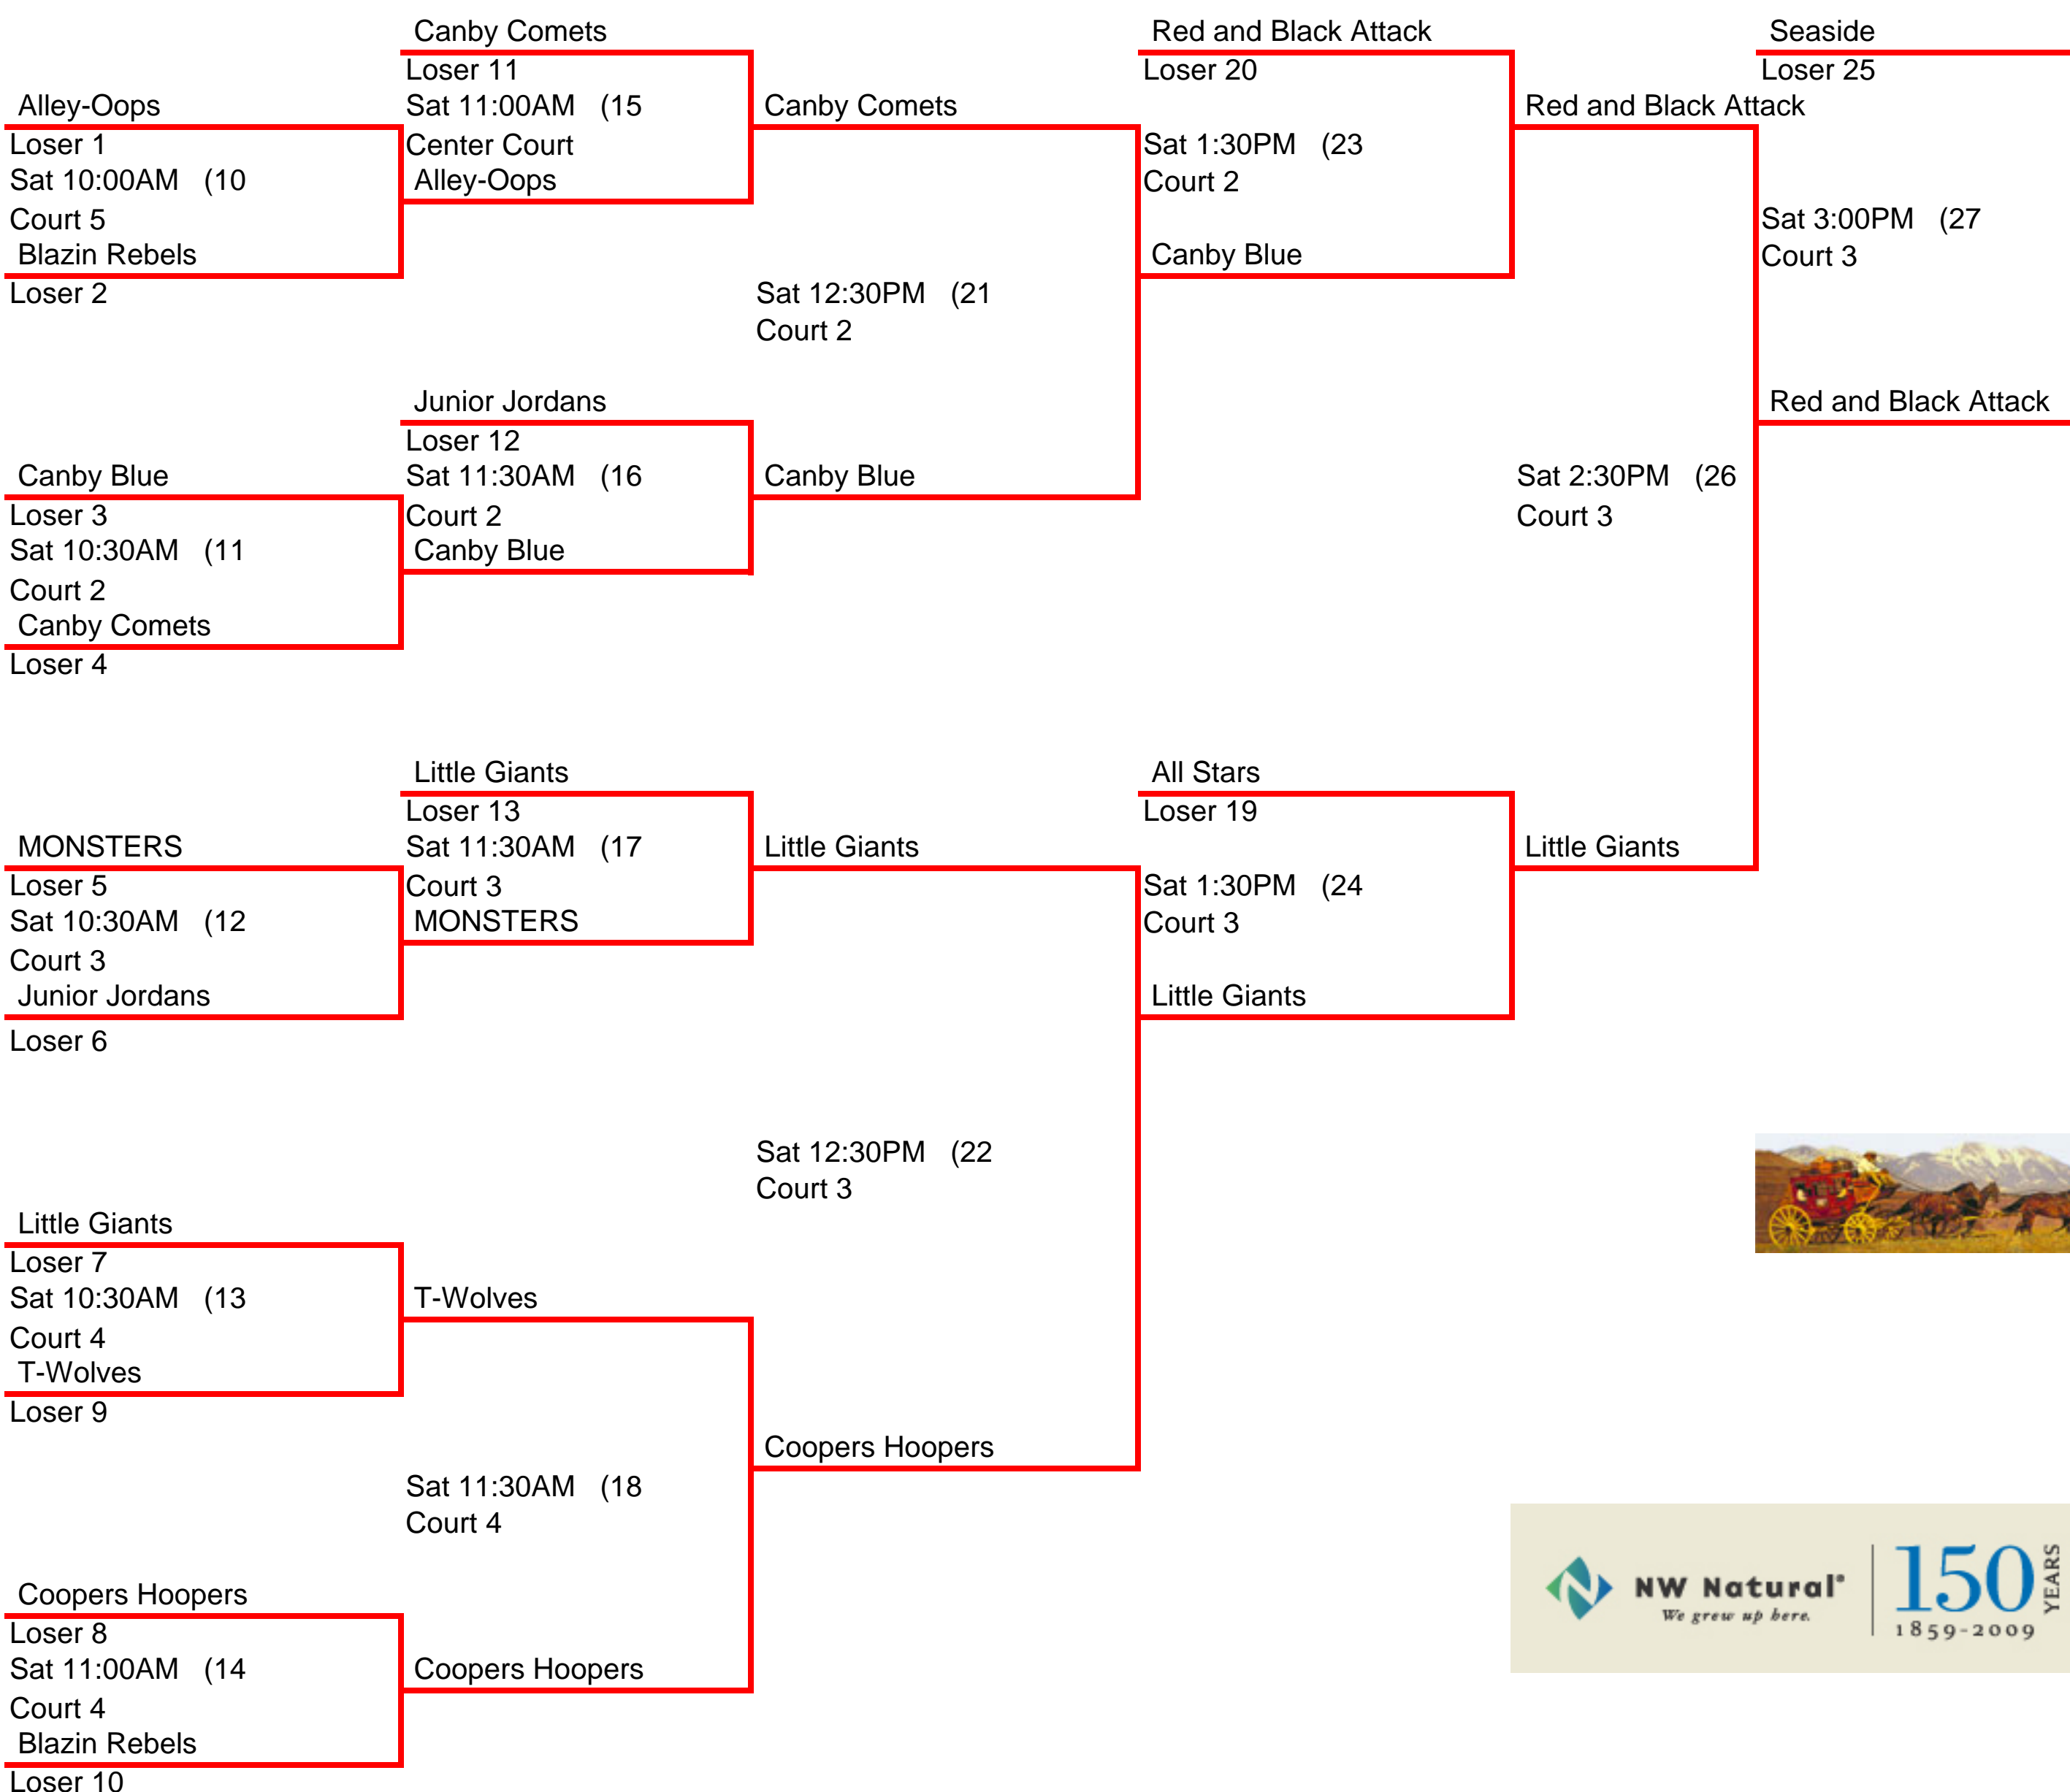 Canby Comets
Loser 11
Sat 11:00AM (15
Center Court
Alley-Oops
Alley-Oops
Loser 1
Sat 10:00AM (10
Court 5
Blazin Rebels
Loser 2
Canby Comets
Sat 12:30PM (21
Court 2
Junior Jordans
Loser 12
Sat 11:30AM (16
Court 2
Canby Blue
Canby Blue
Loser 3
Sat 10:30AM (11
Court 2
Canby Comets
Loser 4
Canby Blue
Red and Black Attack
Loser 20
Sat 1:30PM (23
Court 2
Canby Blue
Red and Black Attack
Seaside
Loser 25
Sat 3:00PM (27
Court 3
Red and Black Attack
Sat 2:30PM (26
Court 3
Little Giants
Loser 13
Sat 11:30AM (17
Court 3
MONSTERS
MONSTERS
Loser 5
Sat 10:30AM (12
Court 3
Junior Jordans
Loser 6
Little Giants
All Stars
Loser 19
Sat 1:30PM (24
Court 3
Little Giants
Little Giants
Sat 12:30PM (22
Court 3
Little Giants
Loser 7
Sat 10:30AM (13
Court 4
T-Wolves
Loser 9
T-Wolves
Sat 11:30AM (18
Court 4
Coopers Hoopers
Coopers Hoopers
Loser 8
Sat 11:00AM (14
Court 4
Blazin Rebels
Loser 10
Coopers Hoopers
NW Natural®
We grew up here.
150 YEARS
1859-2009